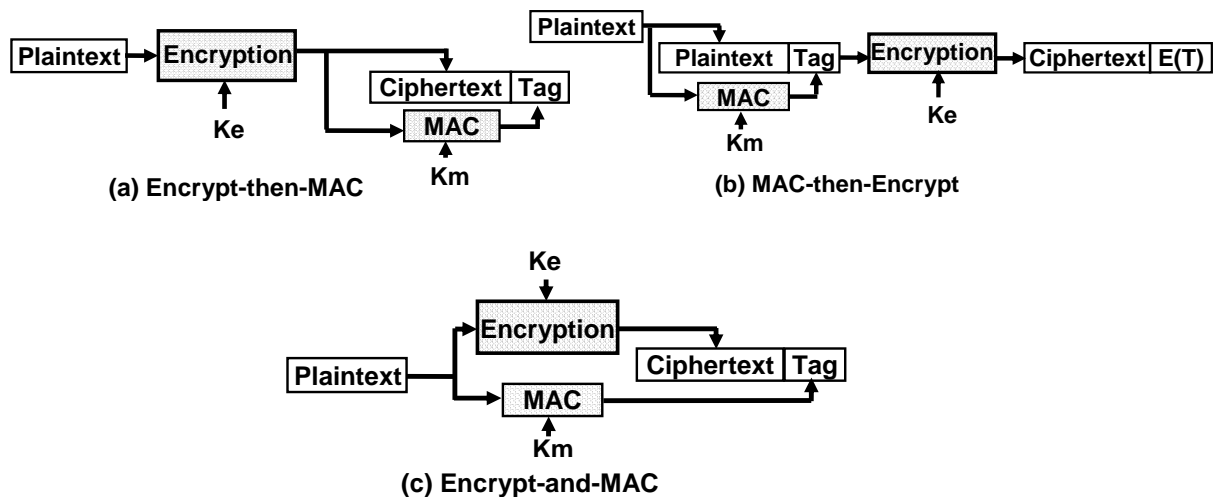 Plaintext
Encryption
Ke
Ciphertext Tag
MAC
Km
(a) Encrypt-then-MAC
Plaintext
Plaintext Tag
MAC
Km
Encryption
Ke
Ciphertext E(T)
(b) MAC-then-Encrypt
Ke
Encryption
Plaintext
Ciphertext Tag
MAC
Km
(c) Encrypt-and-MAC